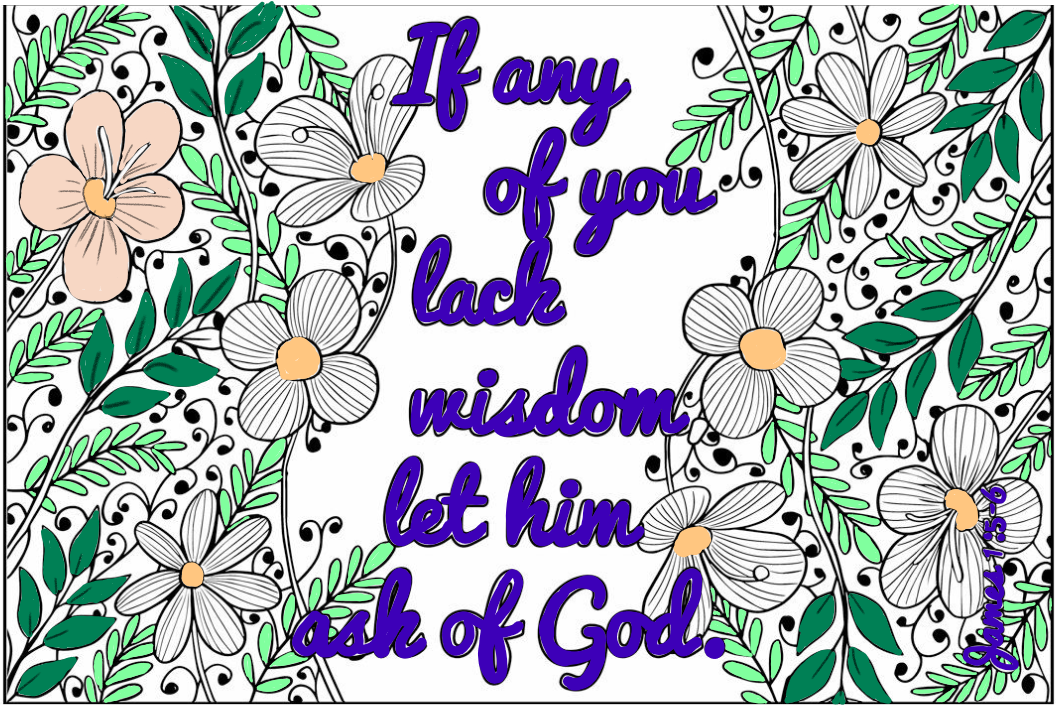 If any
of you
lack
wisdom
let him
ask of God.
James 1:5-6